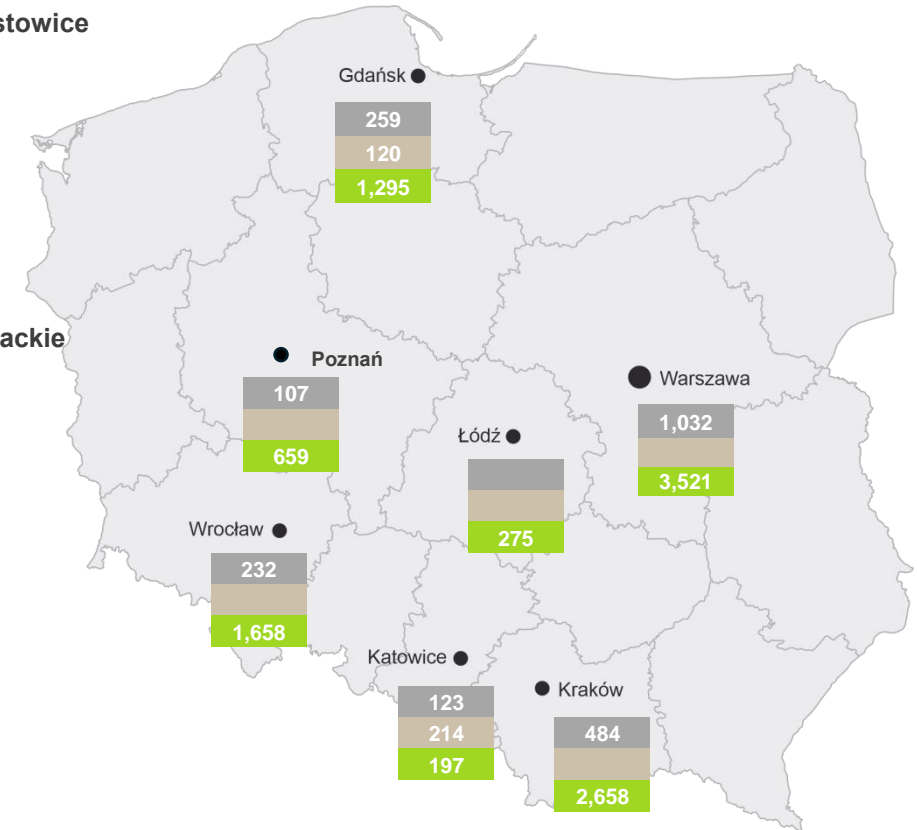 stowice
Gdańsk
259
120
1,295
ackie
Poznań
107
659
Warszawa
1,032
3,521
Łódź
275
Wrocław
232
1,658
Katowice
123
214
197
Kraków
484
2,658